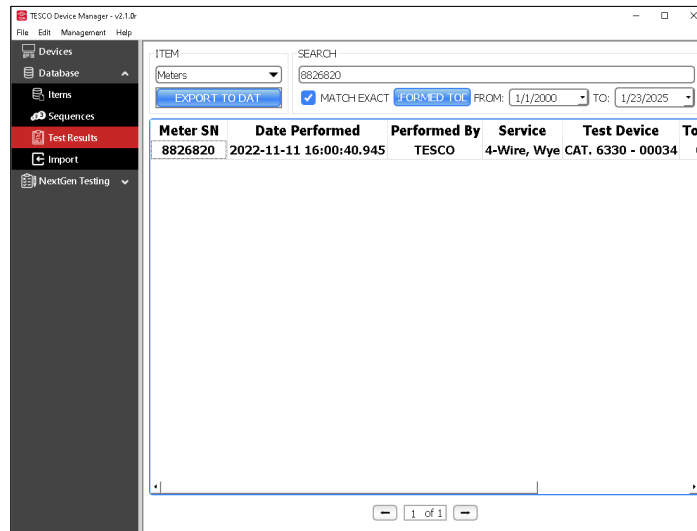 TESCO Device Manager - v2.1.0r
File Edit Management Help
Devices
Database
Items
Sequences
Test Results
Import
NextGen Testing
ITEM
Meters
EXPORT TO DAT
SEARCH
8826820
MATCH EXACT FORMED TOD FROM: 1/1/2000 TO: 1/23/2025
Meter SN Date Performed Performed By Service Test Device To
8826820 2022-11-11 16:00:40.945 TESCO 4-Wire, Wye CAT. 6330 - 00034
1 of 1